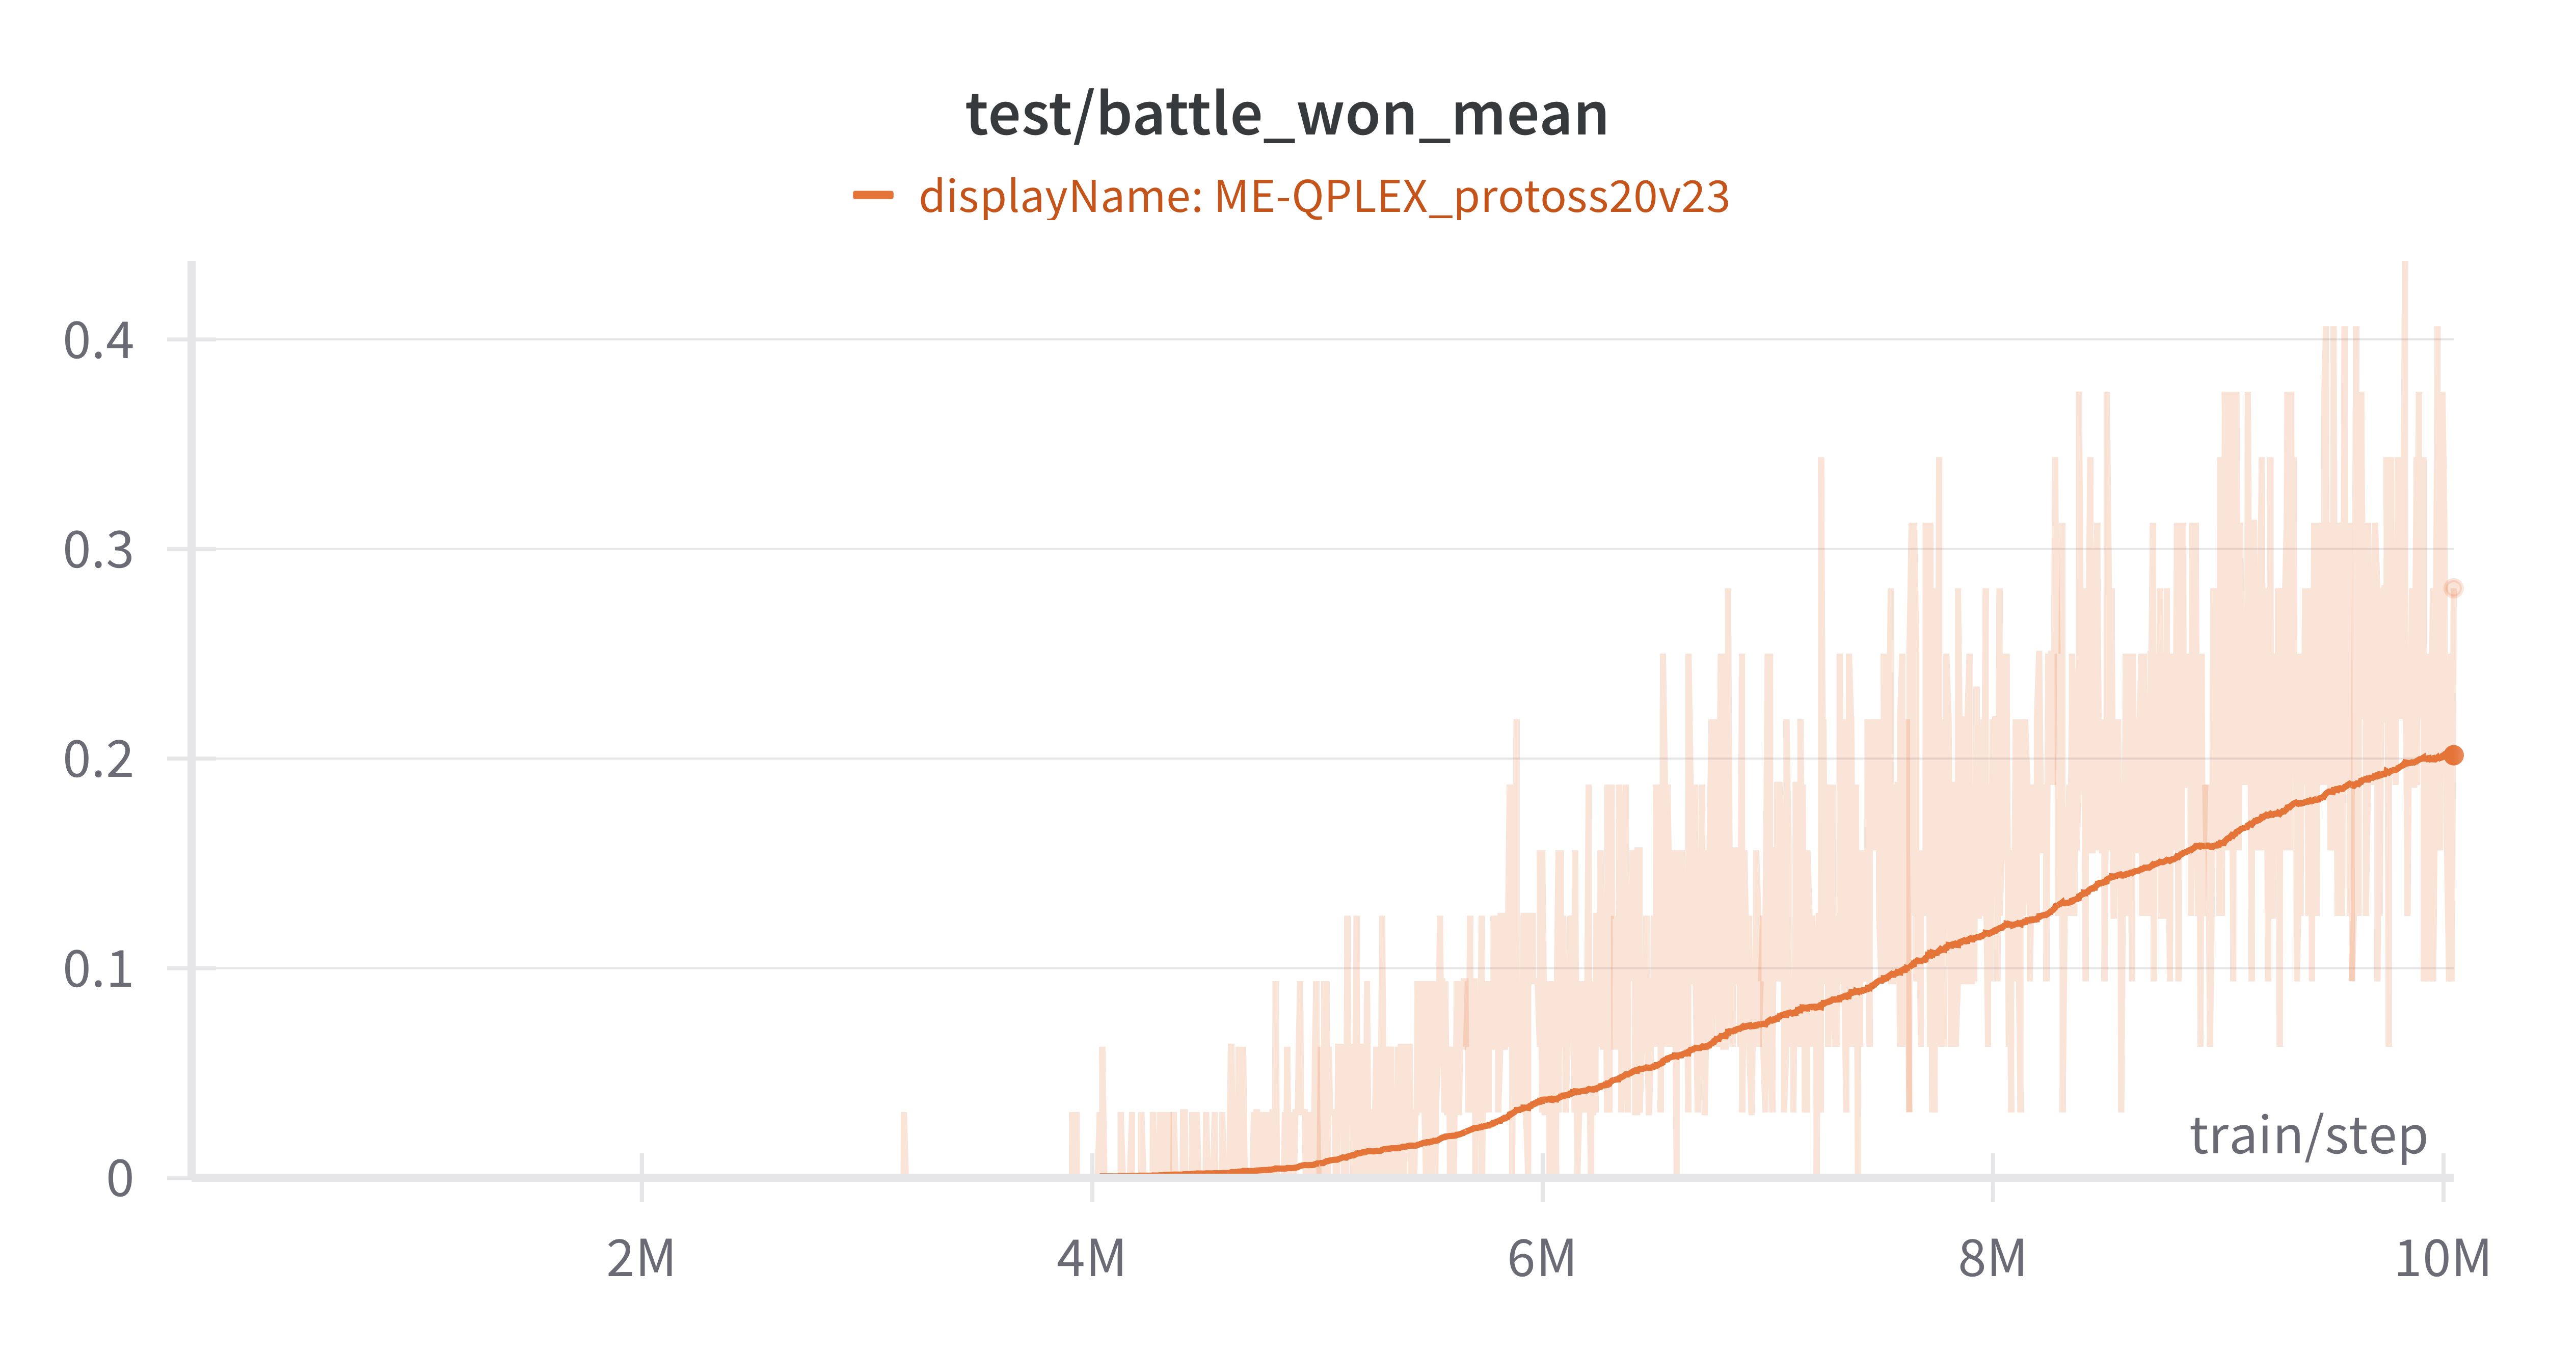 test/battle_won_mean
displayName: ME-QPLEX_protoss20v23
0.4
0.3
0.2
0.1
0
train/step
2M 4M 6M 8M 10M